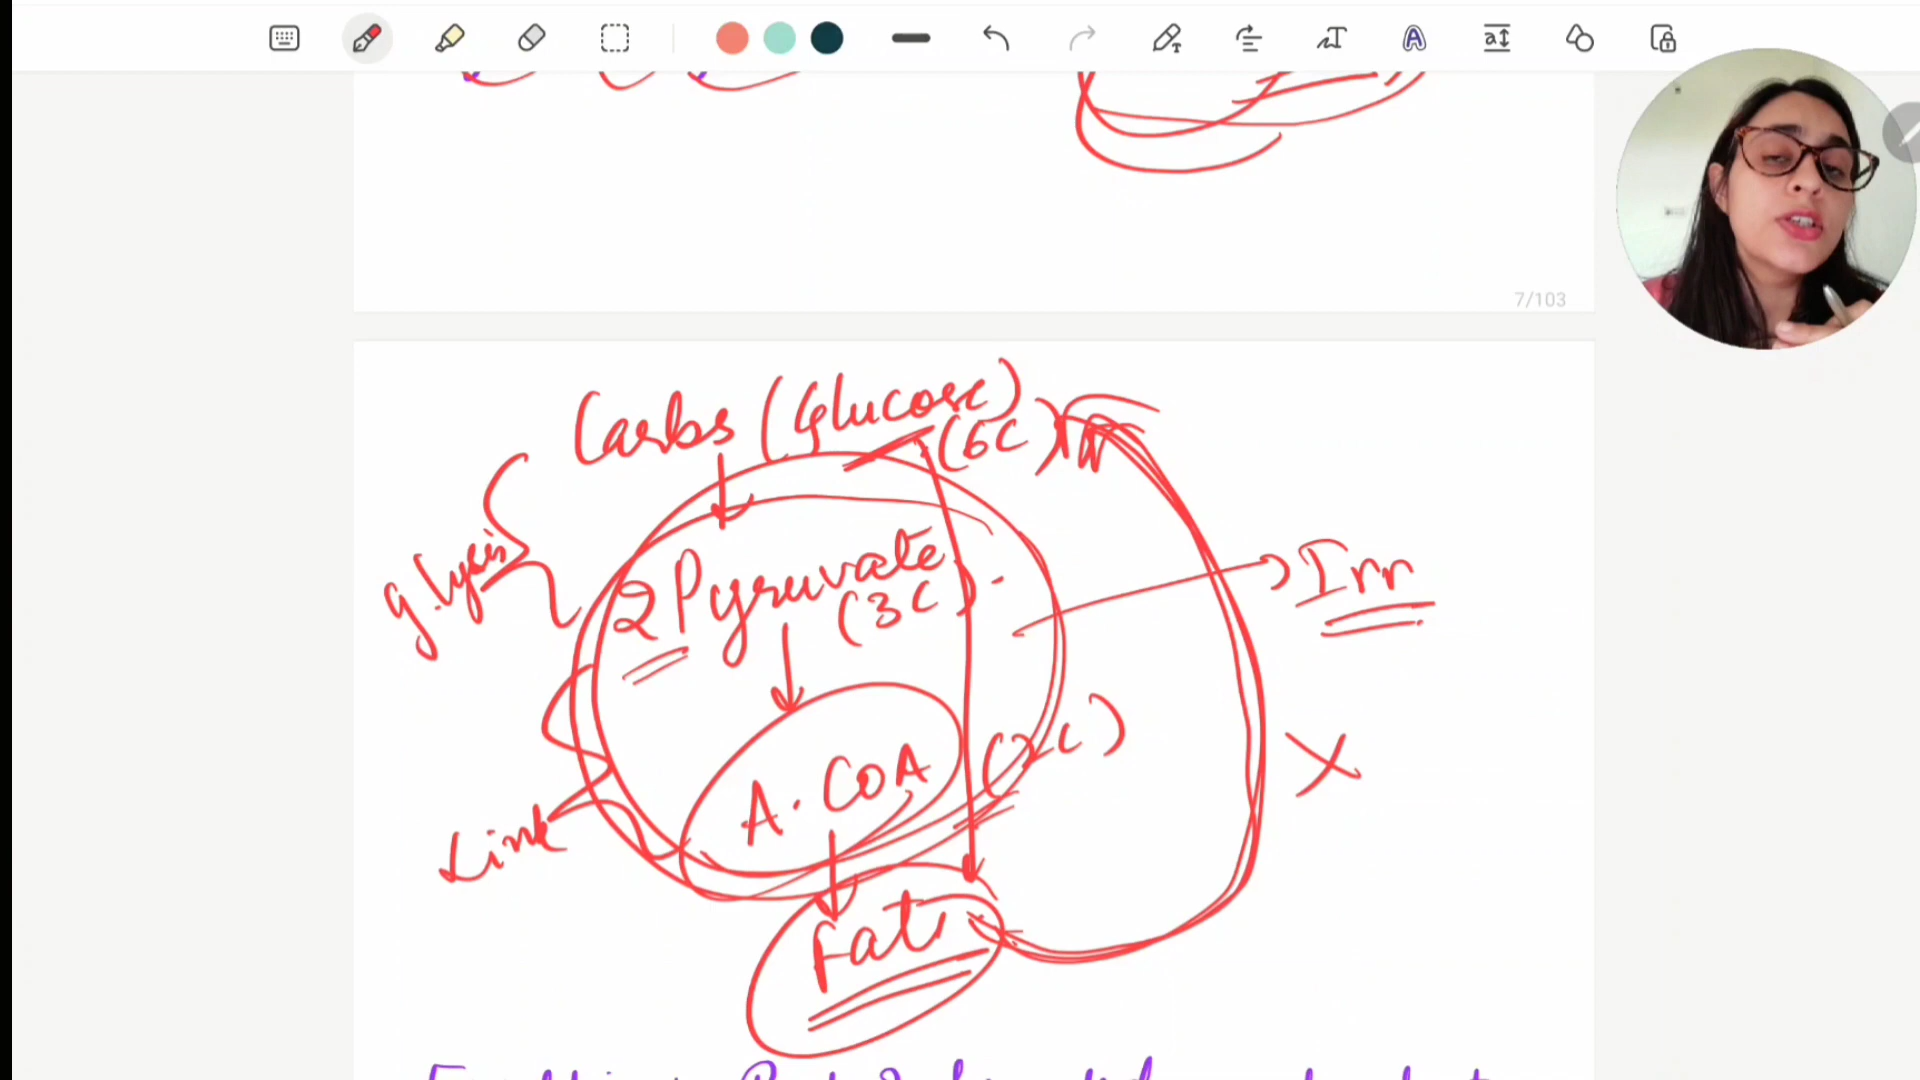 7/103
Carbs (Glucose)
(6C)
g.lysis
2 Pyruvate
(3C)
Irr
A. COA
(2C)
X
Link
Fat